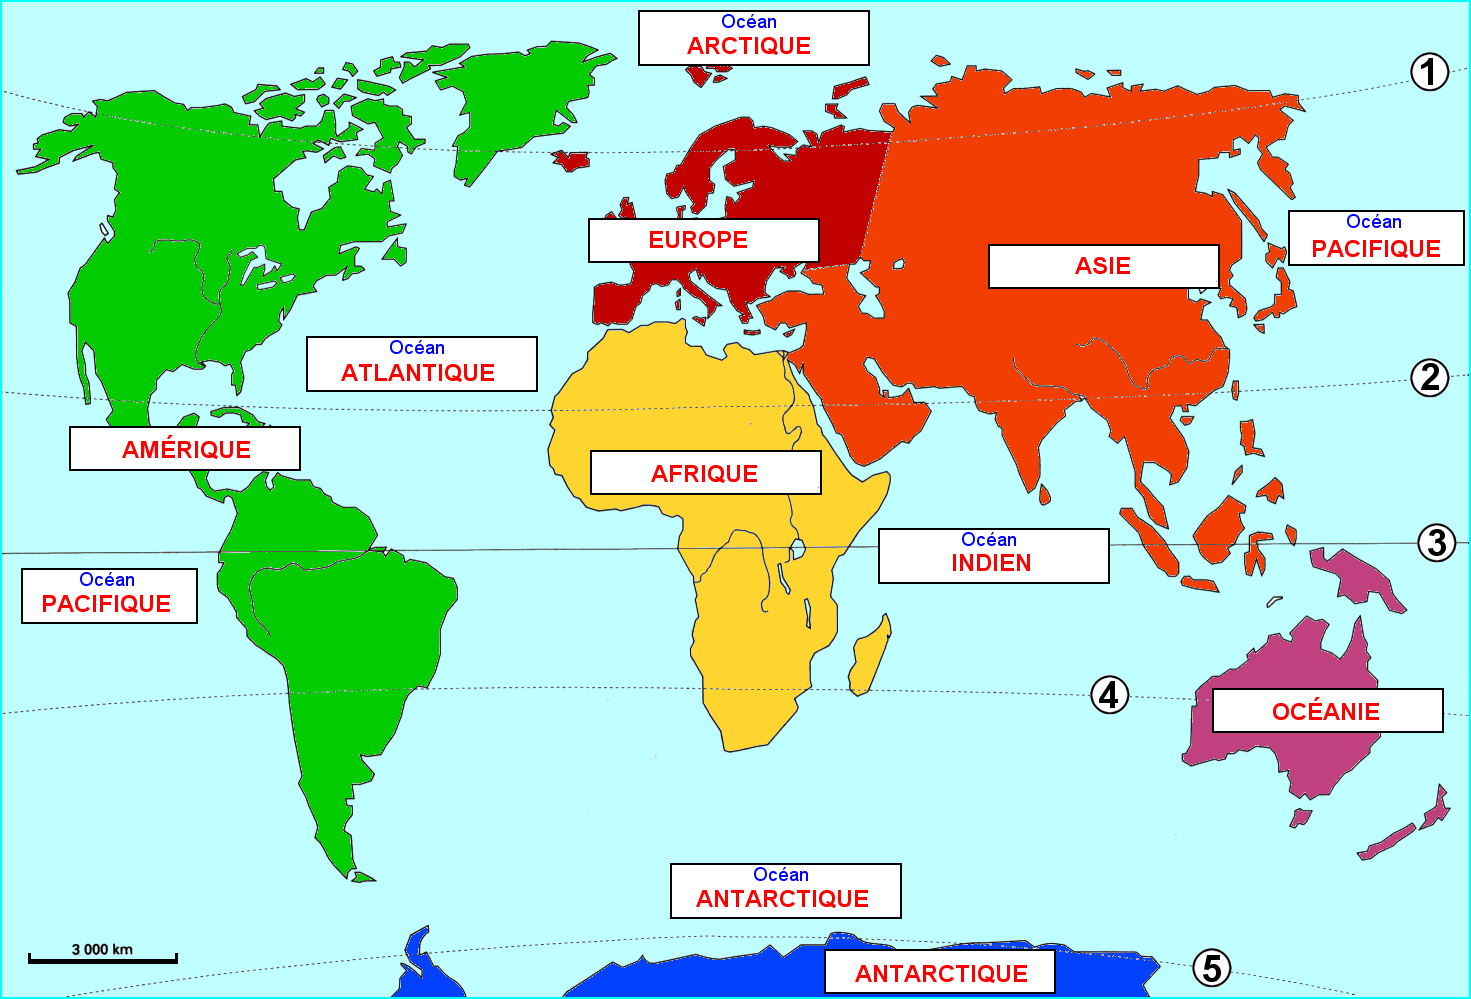 Océan
ARCTIQUE
1
Océan
PACIFIQUE
EUROPE
ASIE
Océan
ATLANTIQUE
2
AMÉRIQUE
AFRIQUE
Océan
INDIEN
3
Océan
PACIFIQUE
4
OCÉANIE
Océan
ANTARCTIQUE
3 000 km
ANTARCTIQUE
5